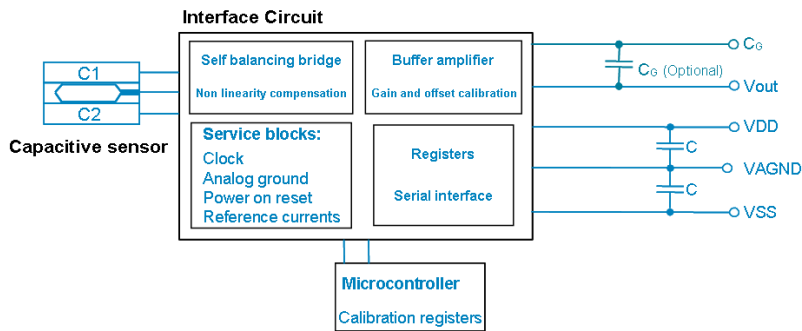 Interface Circuit
Self balancing bridge
Non linearity compensation
Buffer amplifier
Gain and offset calibration
C1
C2
Capacitive sensor
Service blocks:
Clock
Analog ground
Power on reset
Reference currents
Registers
Serial interface
CG
CG (Optional)
Vout
VDD
C
VAGND
C
VSS
Microcontroller
Calibration registers